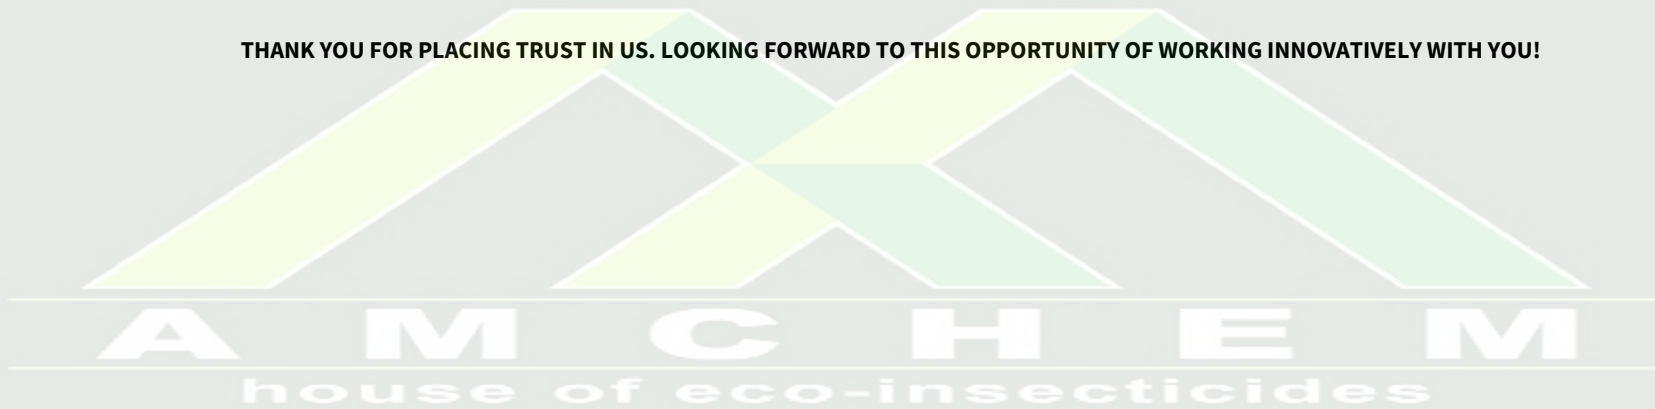 THANK YOU FOR PLACING TRUST IN US. LOOKING FORWARD TO THIS OPPORTUNITY OF WORKING INNOVATIVELY WITH YOU!
AMCHEM
house of eco-insecticides